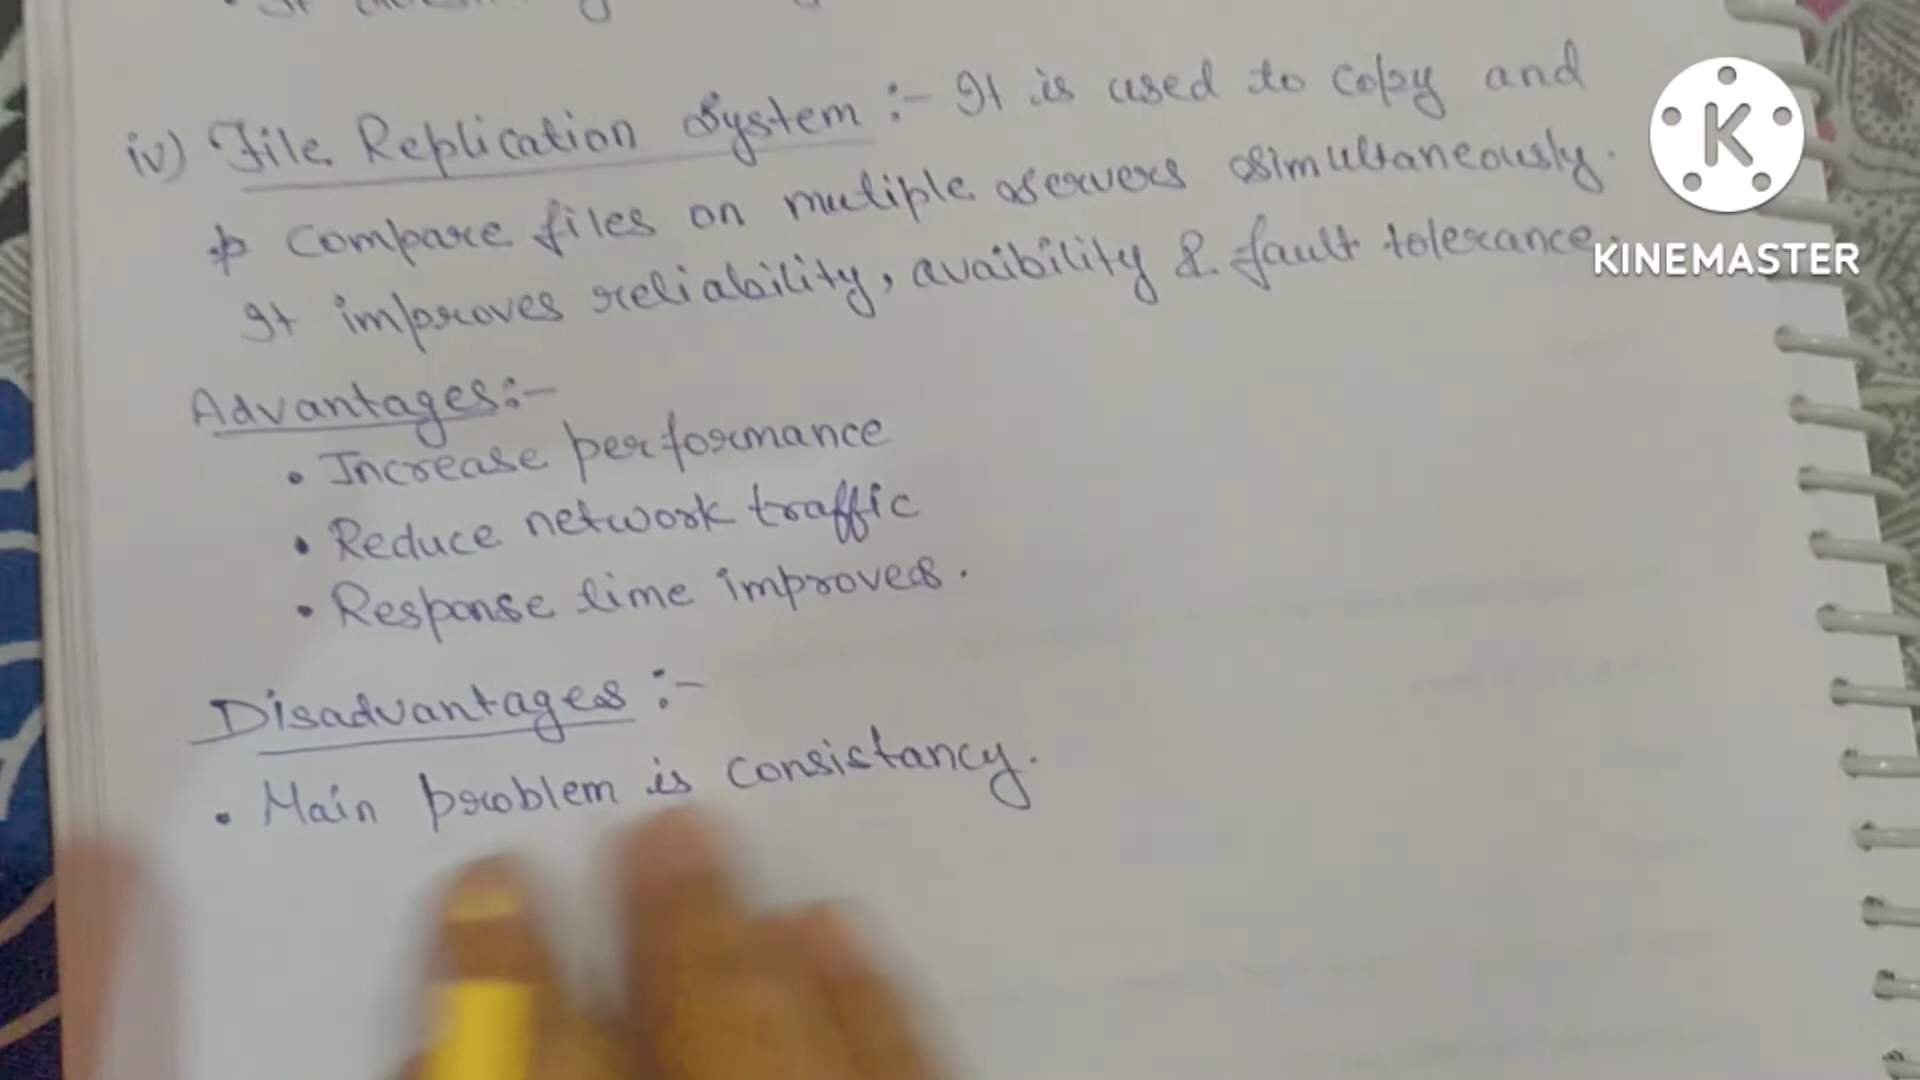 iv) File Replication System :- It is used to copy and
* Compare files on mutiple servers simultaneously.
It improves reliability, avaibility & fault tolerance.
Advantages:-
• Increase performance
• Reduce network traffic
• Response time improves.
Disadvantages :-
• Main problem is consistancy.
K
KINEMASTER